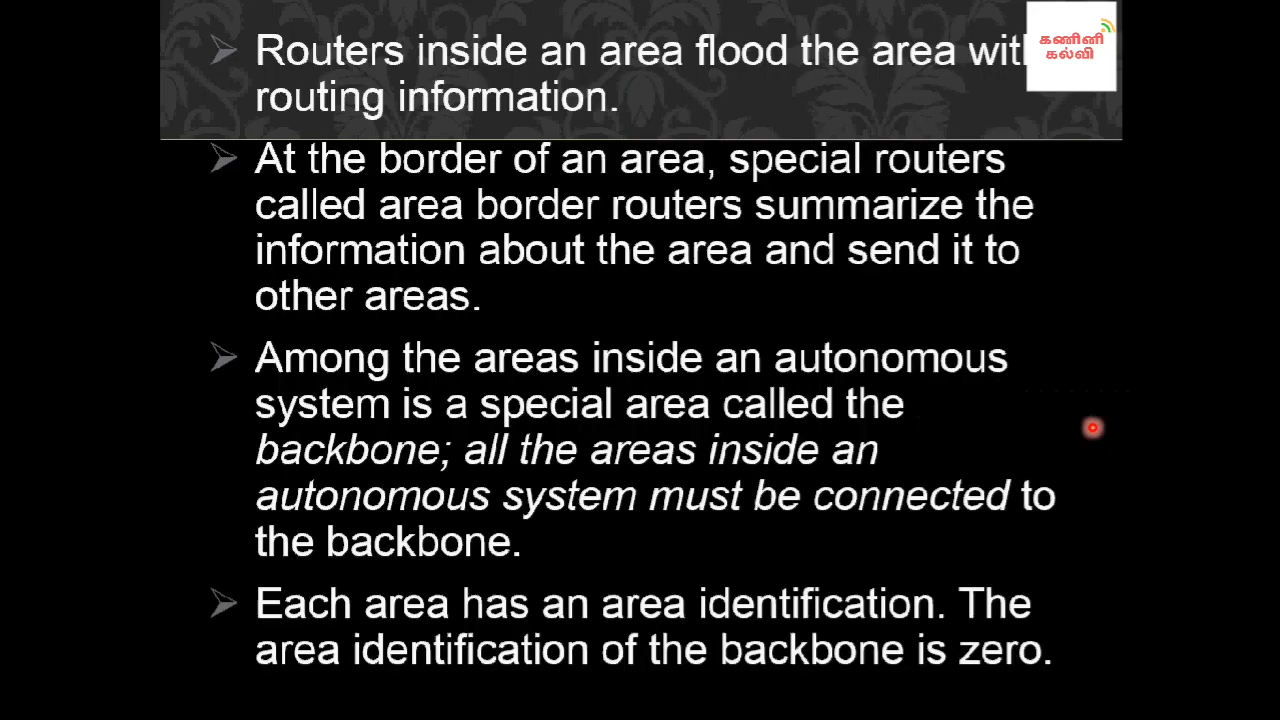 Routers inside an area flood the area with
கணினி
கல்வி
routing information.
At the border of an area, special routers
called area border routers summarize the
information about the area and send it to
other areas.
Among the areas inside an autonomous
system is a special area called the
backbone; all the areas inside an
autonomous system must be connected to
the backbone.
Each area has an area identification. The
area identification of the backbone is zero.